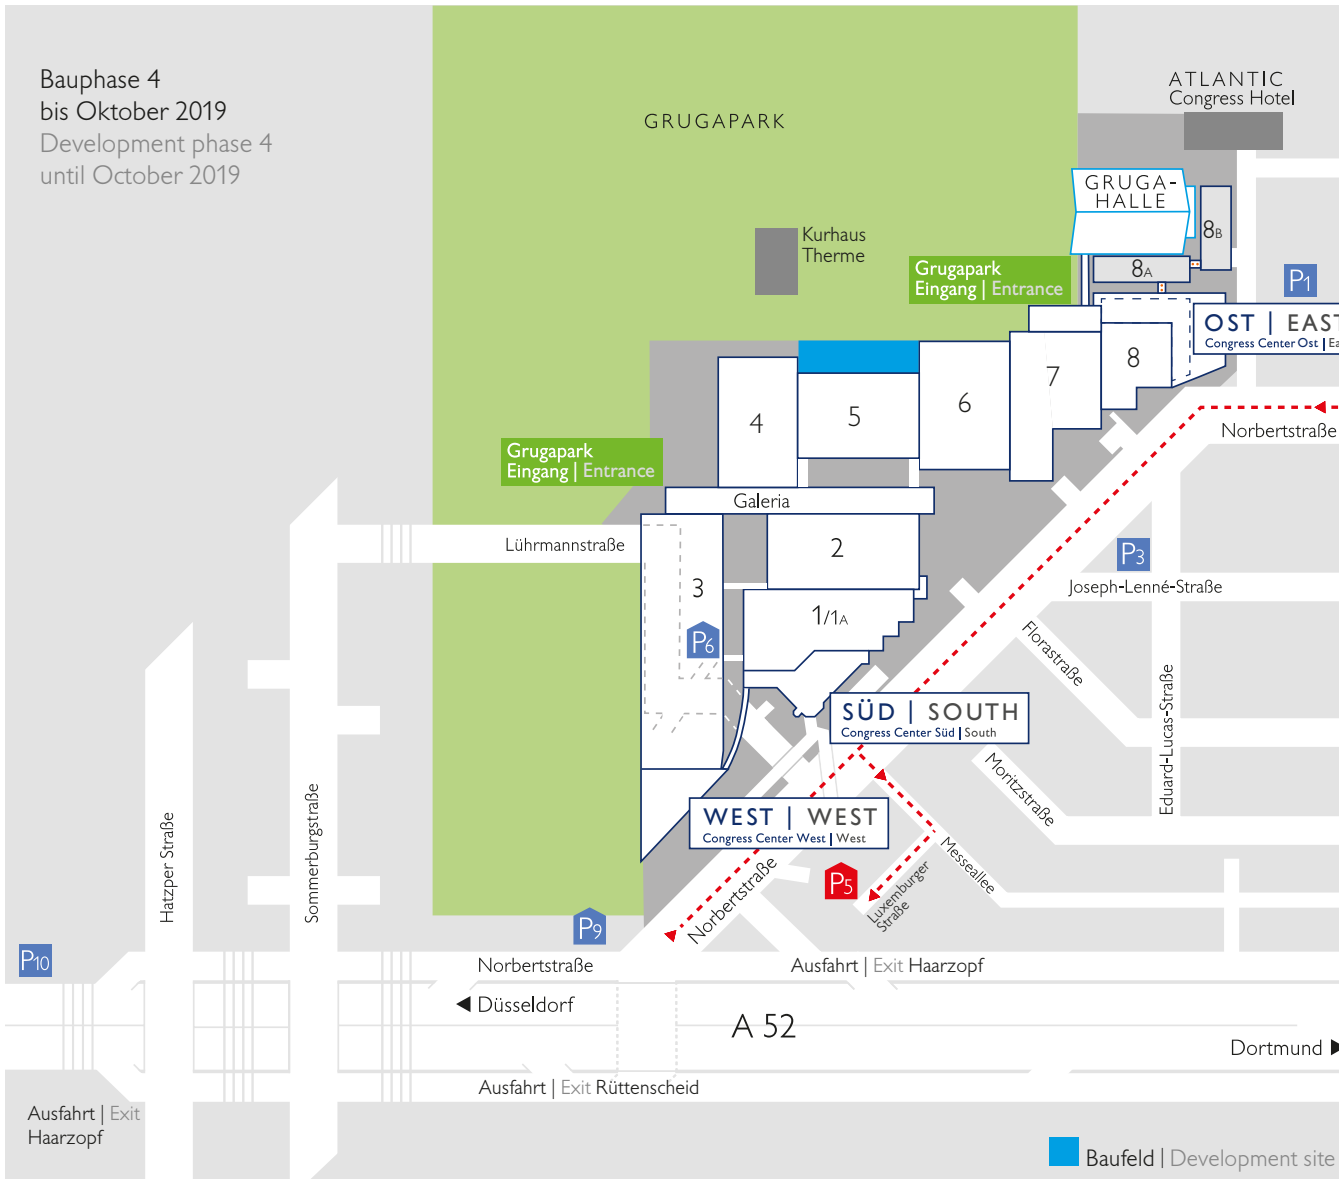 Bauphase 4
bis Oktober 2019
Development phase 4
until October 2019
GRUGAPARK
ATLANTIC
Congress Hotel
GRUGA-
HALLE
8B
8A
Kurhaus
Therme
Grugapark
Eingang | Entrance
P1
OST | EAST
Congress Center Ost | Ea
4
5
6
7
8
Norbertstraße
Grugapark
Eingang | Entrance
Galeria
Lührmannstraße
2
3
1/1A
P6
P3
Joseph-Lenné-Straße
Florastraße
Eduard-Lucas-Straße
SÜD | SOUTH
Congress Center Süd | South
Moritzstraße
WEST | WEST
Congress Center West | West
Hatzper Straße
Sommerburgstraße
Messeallee
P5
Luxemburger
Straße
Norbertstraße
P9
P10
Norbertstraße
Ausfahrt | Exit Haarzopf
Düsseldorf
A 52
Dortmund
Ausfahrt | Exit Rüttenscheid
Ausfahrt | Exit
Haarzopf
Baufeld | Development site